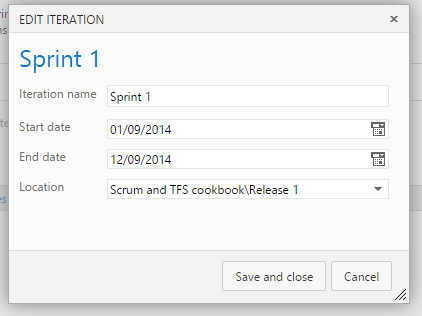 EDIT ITERATION
Sprint 1
Iteration name Sprint 1
Start date 01/09/2014
End date 12/09/2014
Location Scrum and TFS cookbook\Release 1
Save and close Cancel